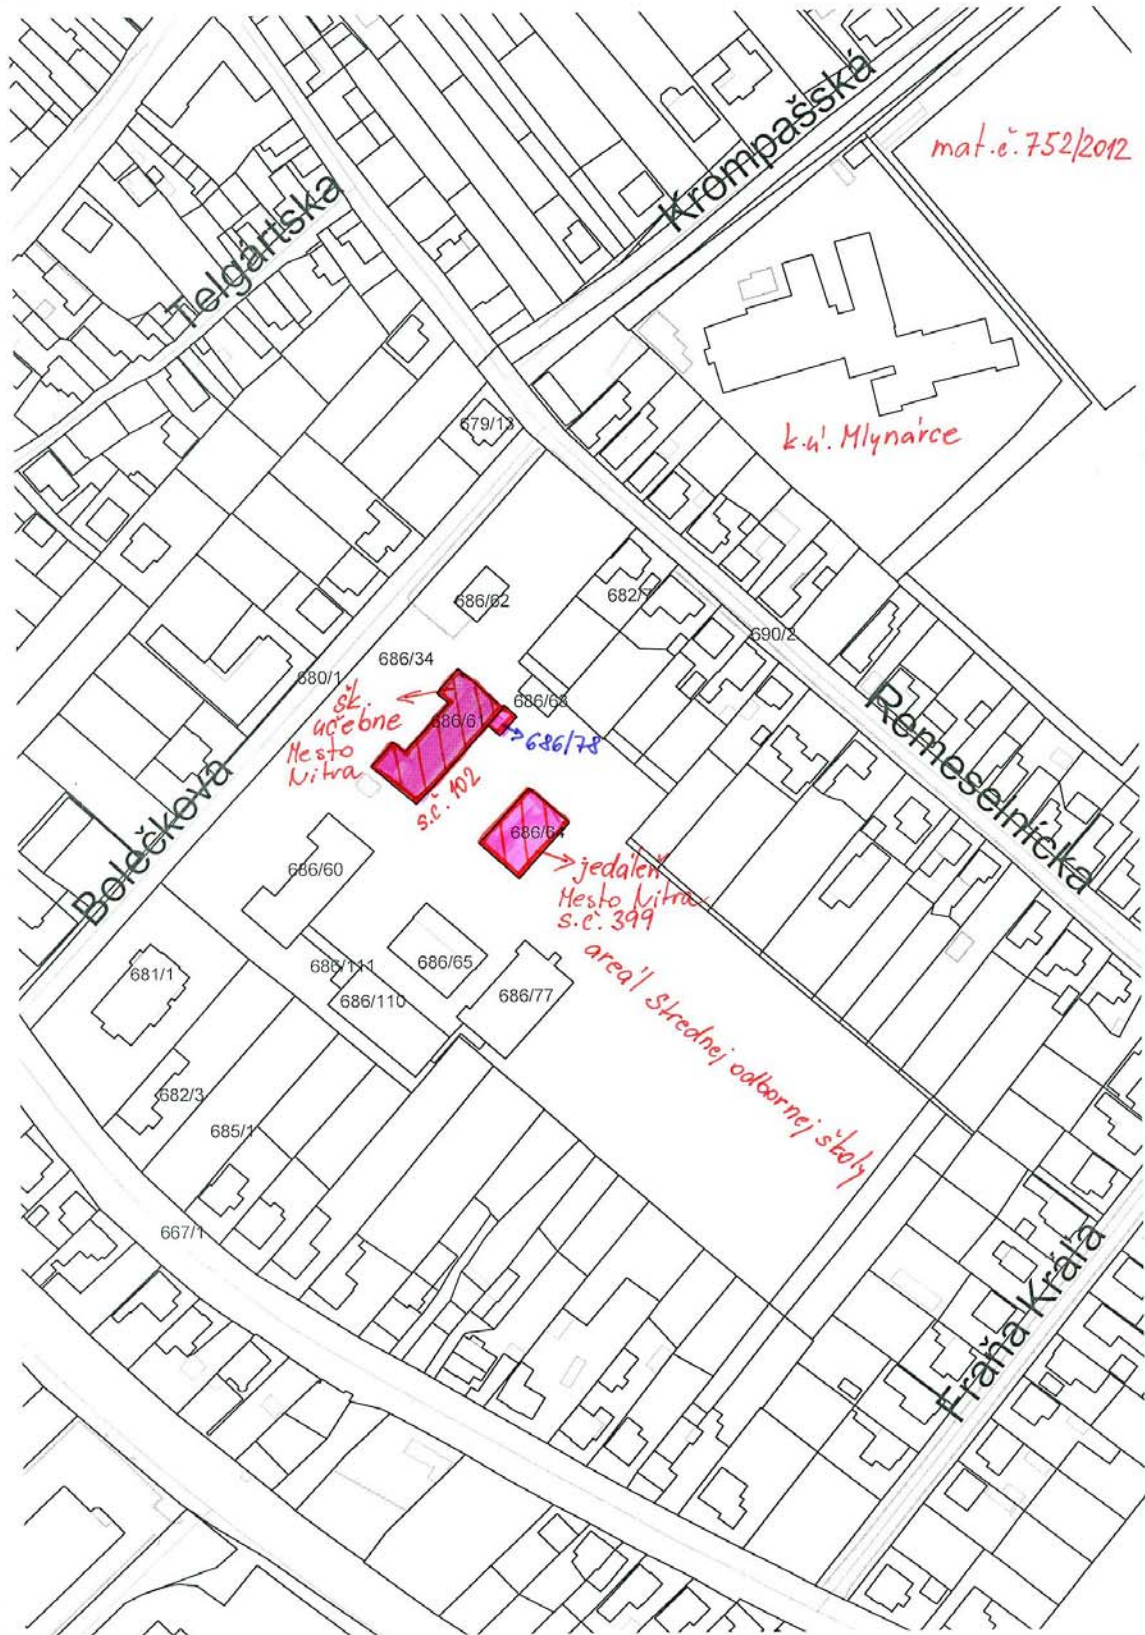 Krompašská
mat.č. 752/2012
Telgártska
679/13
k.ú. Mlynárce
686/62
682/7
690/2
686/34
680/1
686/68
šk.
učebne
Mesto
Nitra
686/61
686/78
s.č. 102
Remeselnícka
Bolečkova
686/64
jedáleň
Mesto Nitra
s.č. 399
686/60
areál Strednej odbornej školy
681/1
686/111
686/65
686/110
686/77
682/3
685/1
667/1
Fraňa Kráľa